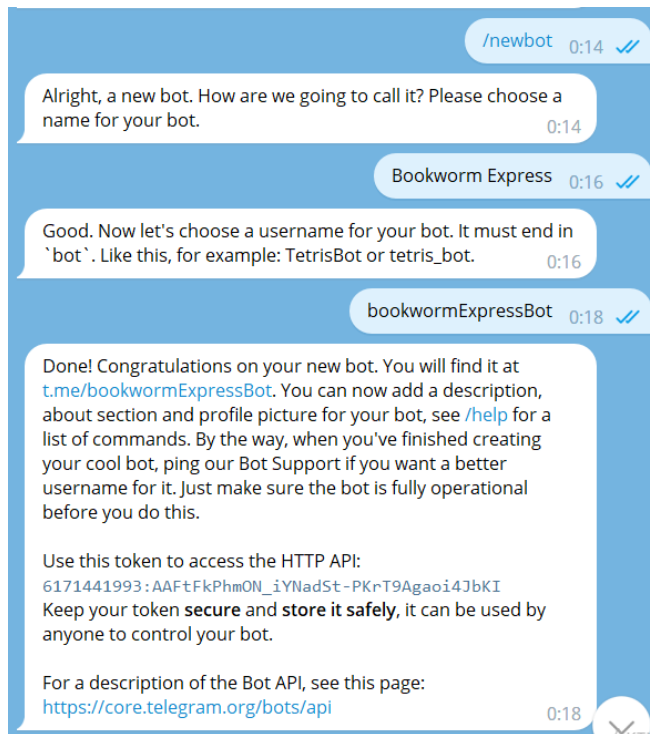 /newbot 0:14
Alright, a new bot. How are we going to call it? Please choose a
name for your bot. 0:14
Bookworm Express 0:16
Good. Now let's choose a username for your bot. It must end in
`bot`. Like this, for example: TetrisBot or tetris_bot. 0:16
bookwormExpressBot 0:18
Done! Congratulations on your new bot. You will find it at
t.me/bookwormExpressBot. You can now add a description,
about section and profile picture for your bot, see /help for a
list of commands. By the way, when you've finished creating
your cool bot, ping our Bot Support if you want a better
username for it. Just make sure the bot is fully operational
before you do this.
Use this token to access the HTTP API:
6171441993:AAFtFkPhmON_iYNadSt-PKrT9Agaoi4JbKI
Keep your token secure and store it safely, it can be used by
anyone to control your bot.
For a description of the Bot API, see this page:
https://core.telegram.org/bots/api 0:18